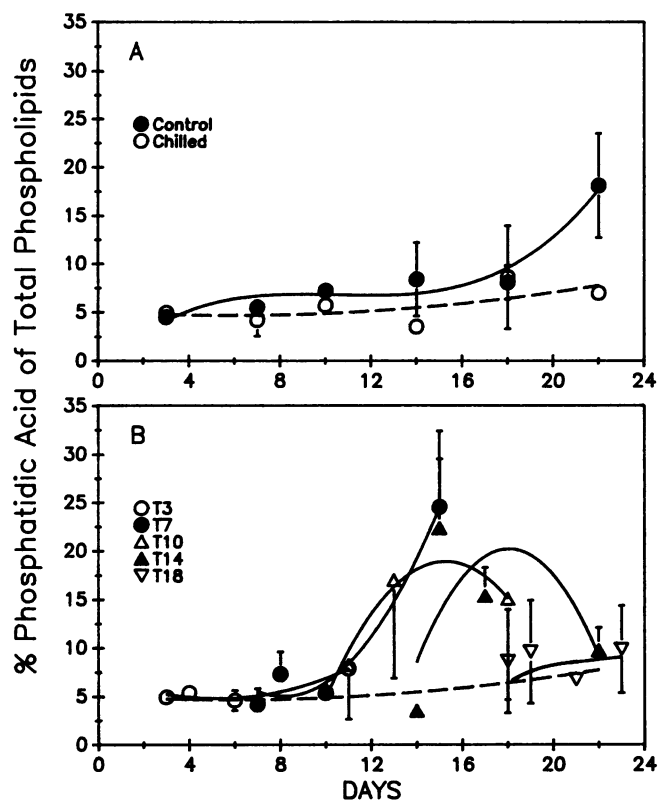 % Phosphatidic Acid of Total Phospholipids
A
35
30
25
20
15
10
5
0
Control
Chilled
0 4 8 12 16 20 24
B
35
30
25
20
15
10
5
0
T3
T7
T10
T14
T18
0 4 8 12 16 20 24
DAYS